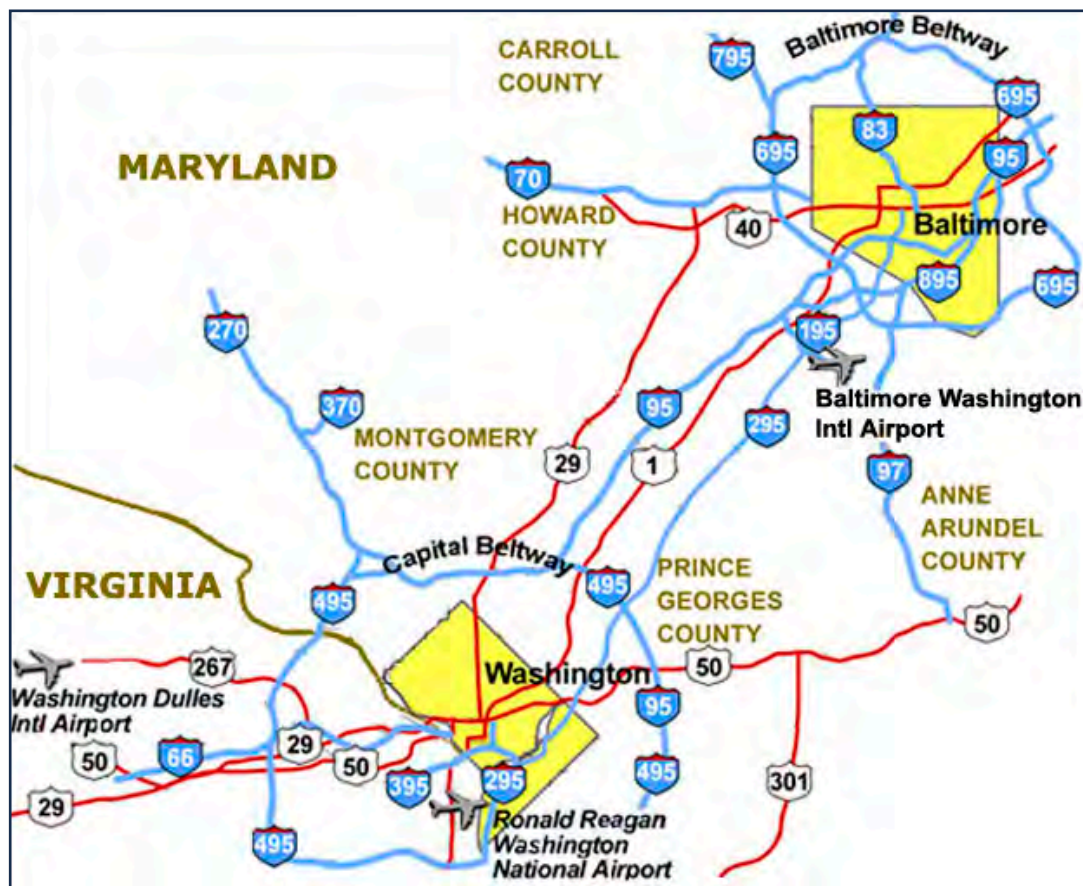 CARROLL
COUNTY
795
Baltimore Beltway
695
83
95
695
MARYLAND
70
HOWARD
COUNTY
40
Baltimore
895
695
270
195
370
95
295
Baltimore Washington
Intl Airport
MONTGOMERY
COUNTY
29
1
97
ANNE
ARUNDEL
COUNTY
Capital Beltway
VIRGINIA
495
495
PRINCE
GEORGES
COUNTY
50
267
Washington
50
Washington Dulles
Intl Airport
95
29
50
66
50
395
295
495
301
29
Ronald Reagan
Washington
National Airport
495